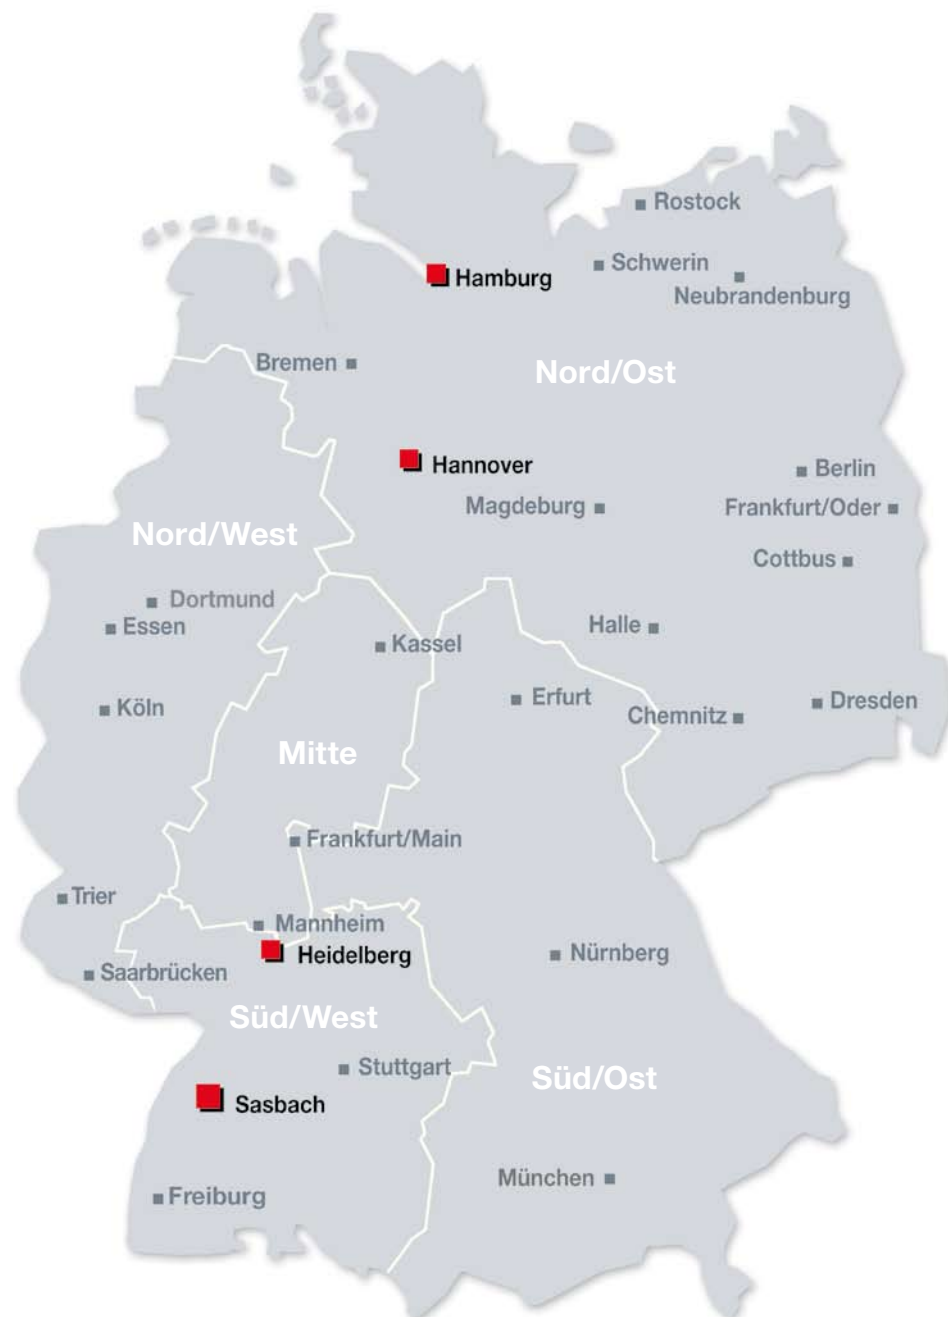 Rostock
Schwerin
Hamburg
Neubrandenburg
Bremen
Nord/Ost
Hannover
Berlin
Magdeburg
Frankfurt/Oder
Nord/West
Cottbus
Dortmund
Essen
Halle
Kassel
Erfurt
Dresden
Köln
Chemnitz
Mitte
Frankfurt/Main
Trier
Mannheim
Heidelberg
Nürnberg
Saarbrücken
Süd/West
Stuttgart
Süd/Ost
Sasbach
München
Freiburg